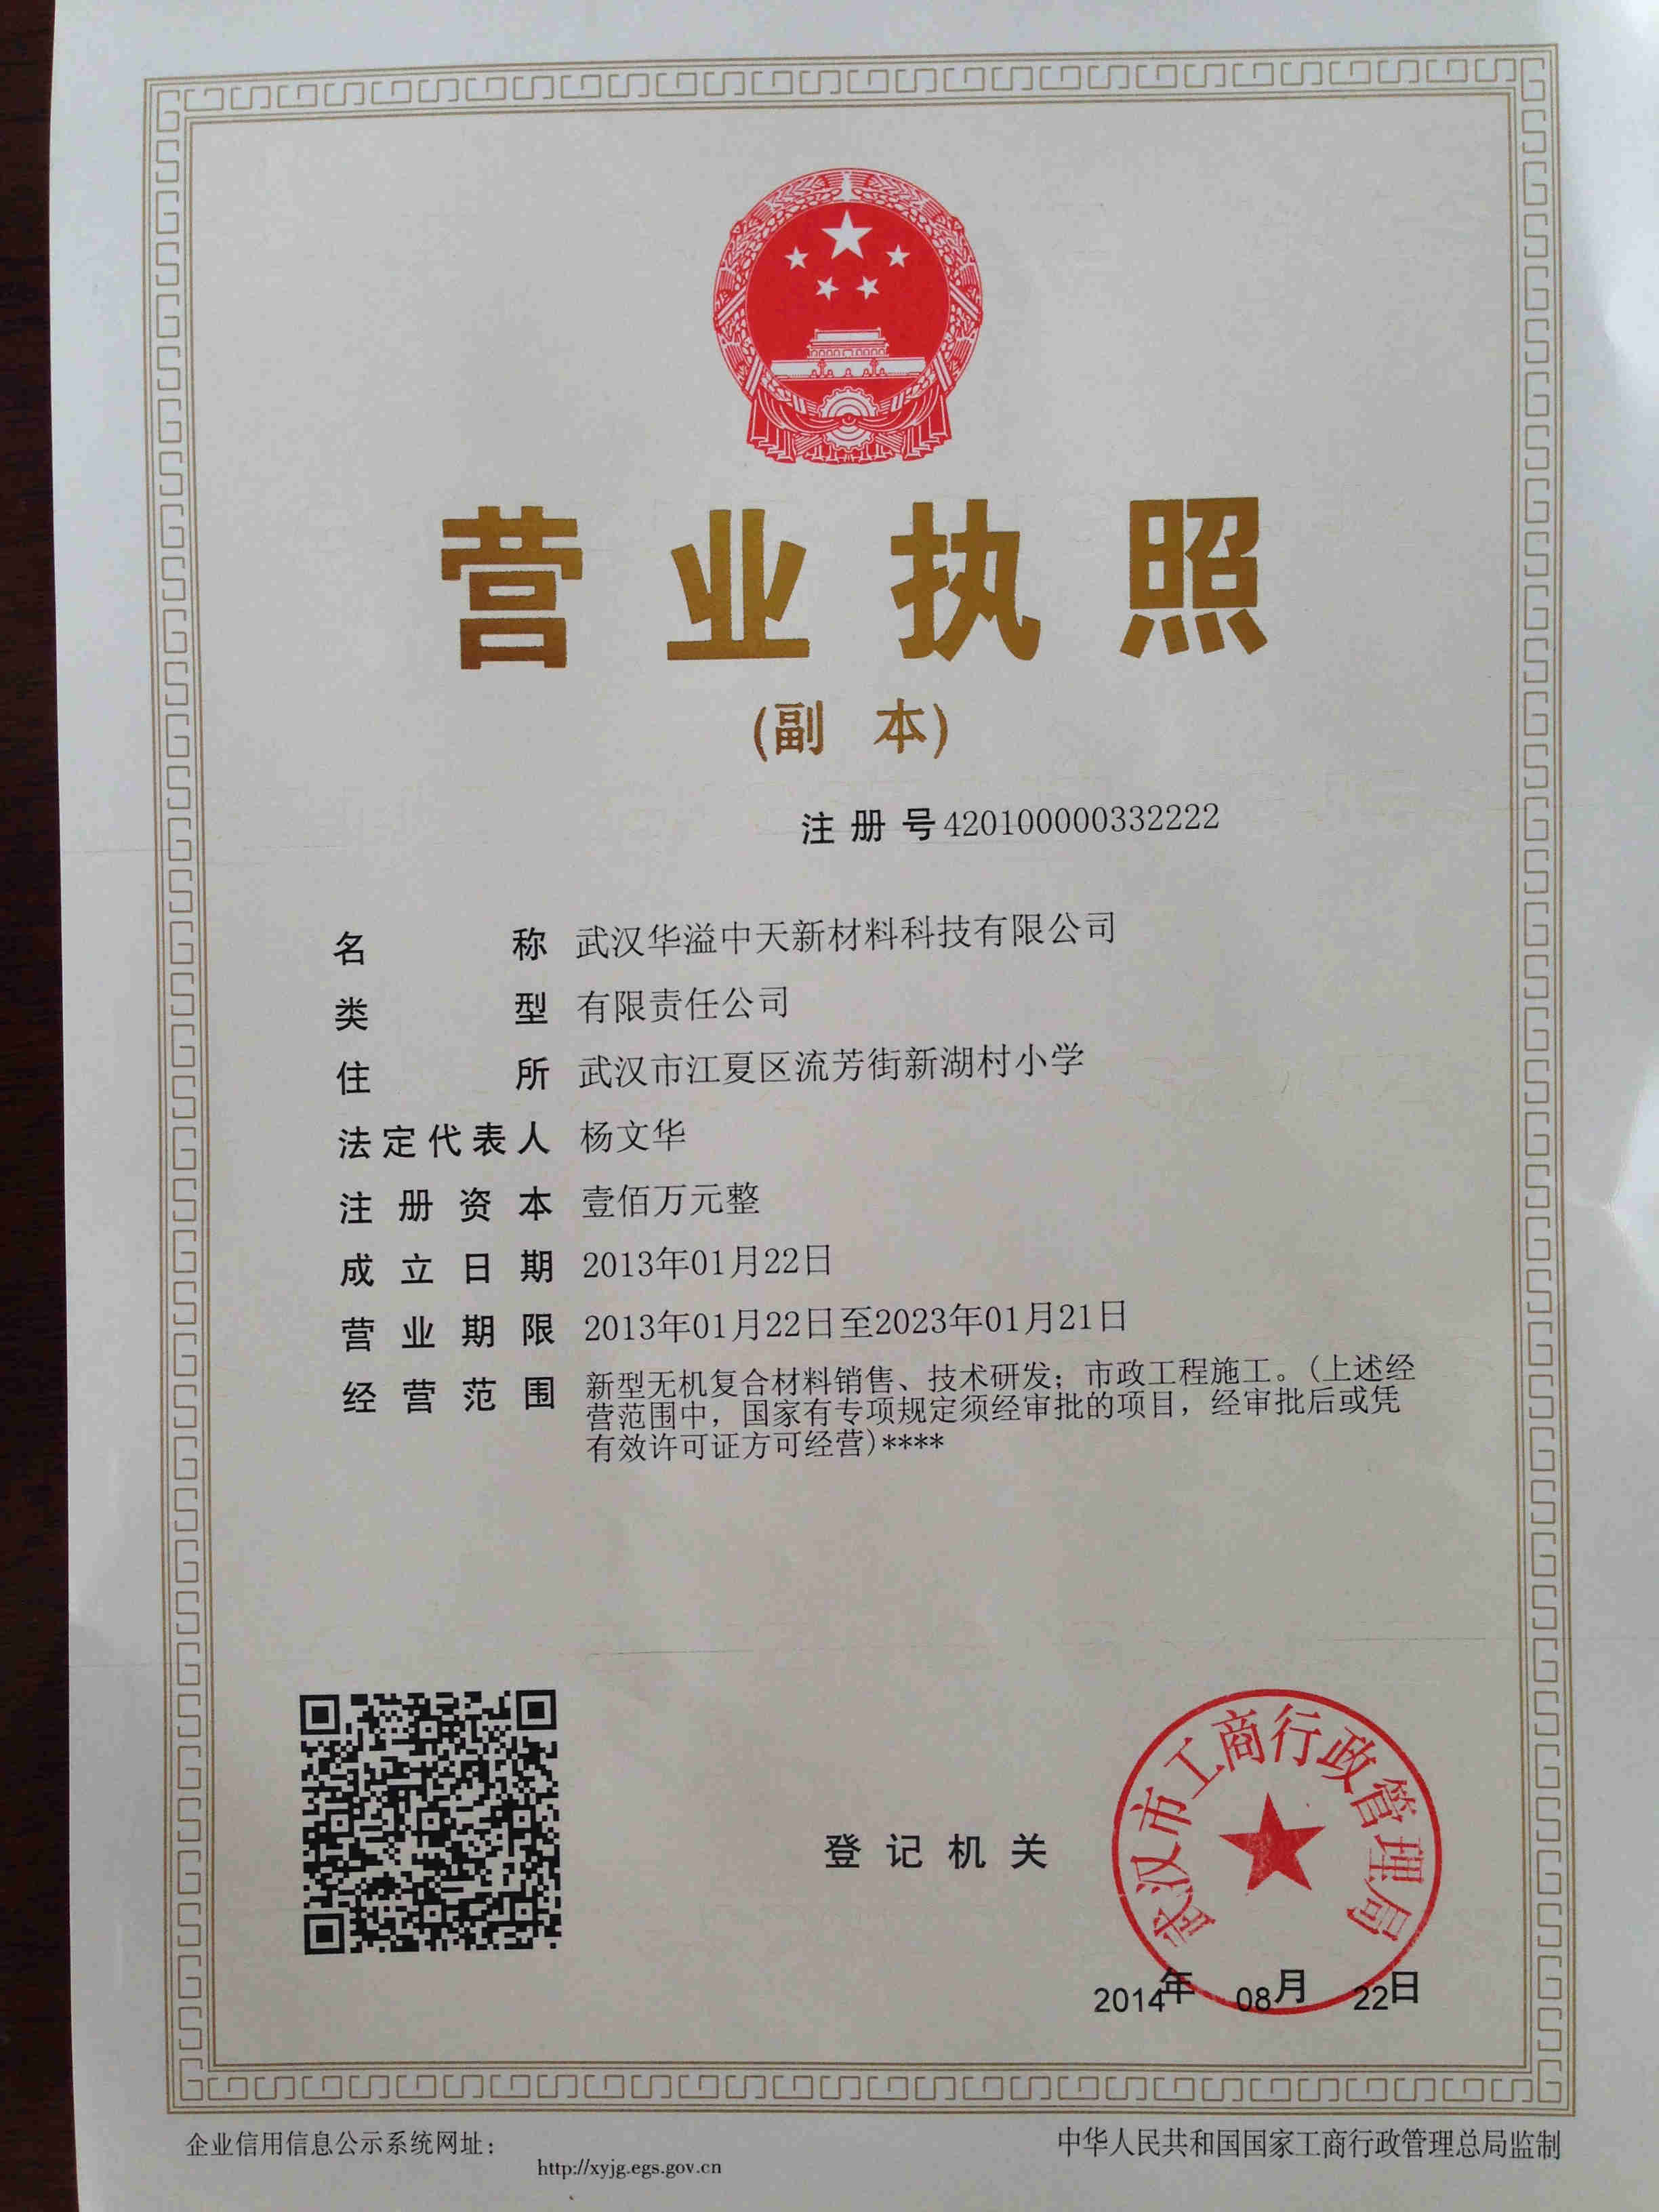 营业执照
(副 本)
注册号420100000332222
名称 武汉华溢中天新材料科技有限公司
类型 有限责任公司
住所 武汉市江夏区流芳街新湖村小学
法定代表人 杨文华
注册资本 壹佰万元整
成立日期 2013年01月22日
营业期限 2013年01月22日至2023年01月21日
经营范围 新型无机复合材料销售、技术研发；市政工程施工。(上述经
营范围中，国家有专项规定须经审批的项目，经审批后或凭
有效许可证方可经营)****
武汉市工商行政管理局
登记机关
2014年 08月 22日
企业信用信息公示系统网址：
http://xyjg.egs.gov.cn
中华人民共和国国家工商行政管理总局监制